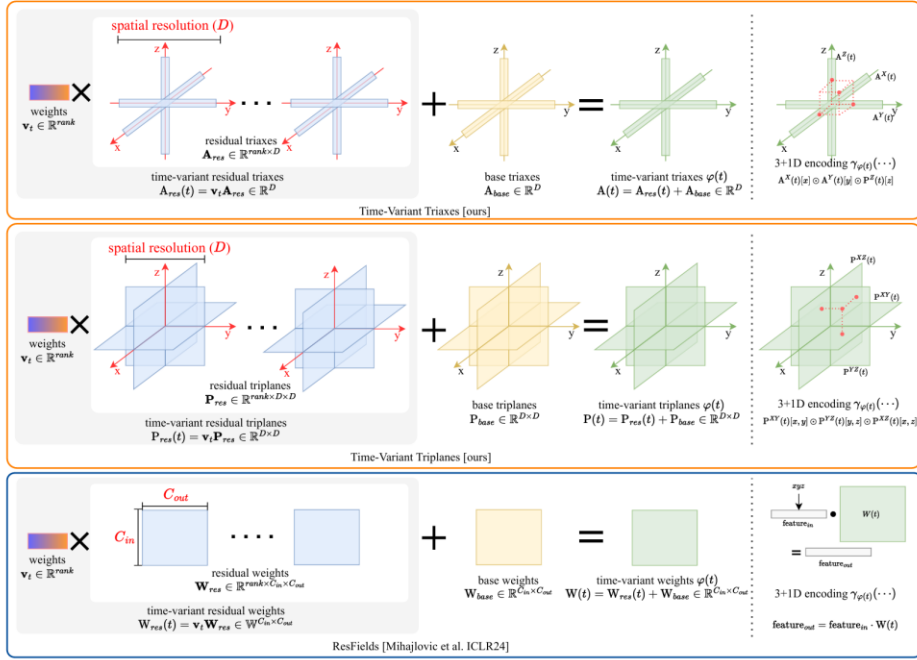 spatial resolution (D)
z
y
x
z
y
x
weights
v_t ∈ ℝ^rank
residual triaxes
A_res ∈ ℝ^{rank×D}
time-variant residual triaxes
A_res(t) = v_t A_res ∈ ℝ^D
z
y
x
base triaxes
A_base ∈ ℝ^D
z
y
x
time-variant triaxes φ(t)
A(t) = A_res(t) + A_base ∈ ℝ^D
z
y
x
A^Z(t)
A^X(t)
A^Y(t)
3+1D encoding γ_φ(t)(⋯)
A^X(t)[x] ⊙ A^Y(t)[y] ⊙ P^Z(t)[z]
Time-Variant Triaxes [ours]
spatial resolution (D)
z
y
x
z
y
x
weights
v_t ∈ ℝ^rank
residual triplanes
P_res ∈ ℝ^{rank×D×D}
time-variant residual triplanes
P_res(t) = v_t P_res ∈ ℝ^{D×D}
z
y
x
base triplanes
P_base ∈ ℝ^{D×D}
z
y
x
time-variant triplanes φ(t)
P(t) = P_res(t) + P_base ∈ ℝ^{D×D}
z
y
x
P^XZ(t)
P^XY(t)
P^YZ(t)
3+1D encoding γ_φ(t)(⋯)
P^XY(t)[x, y] ⊙ P^YZ(t)[y, z] ⊙ P^XZ(t)[x, z]
Time-Variant Triplanes [ours]
C_out
C_in
weights
v_t ∈ ℝ^rank
residual weights
W_res ∈ ℝ^{rank×C_in×C_out}
time-variant residual weights
W_res(t) = v_t W_res ∈ 𝕎^{C_in×C_out}
base weights
W_base ∈ ℝ^{C_in×C_out}
time-variant weights φ(t)
W(t) = W_res(t) + W_base ∈ ℝ^{C_in×C_out}
xyz
feature_in
W(t)
=
feature_out
3+1D encoding γ_φ(t)(⋯)
feature_out = feature_in · W(t)
ResFields [Mihajlovic et al. ICLR24]